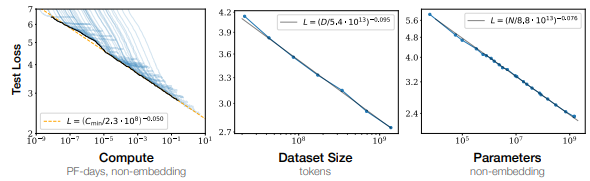 Test Loss
7
6
5
4
3
2
L = (C_min/2.3 · 10⁸)^−0.050
10⁻⁹ 10⁻⁷ 10⁻⁵ 10⁻³ 10⁻¹ 10¹
Compute
PF-days, non-embedding
4.2
3.9
3.6
3.3
3.0
2.7
L = (D/5.4 · 10¹³)^−0.095
10⁸ 10⁹
Dataset Size
tokens
5.6
4.8
4.0
3.2
2.4
L = (N/8.8 · 10¹³)^−0.076
10⁵ 10⁷ 10⁹
Parameters
non-embedding